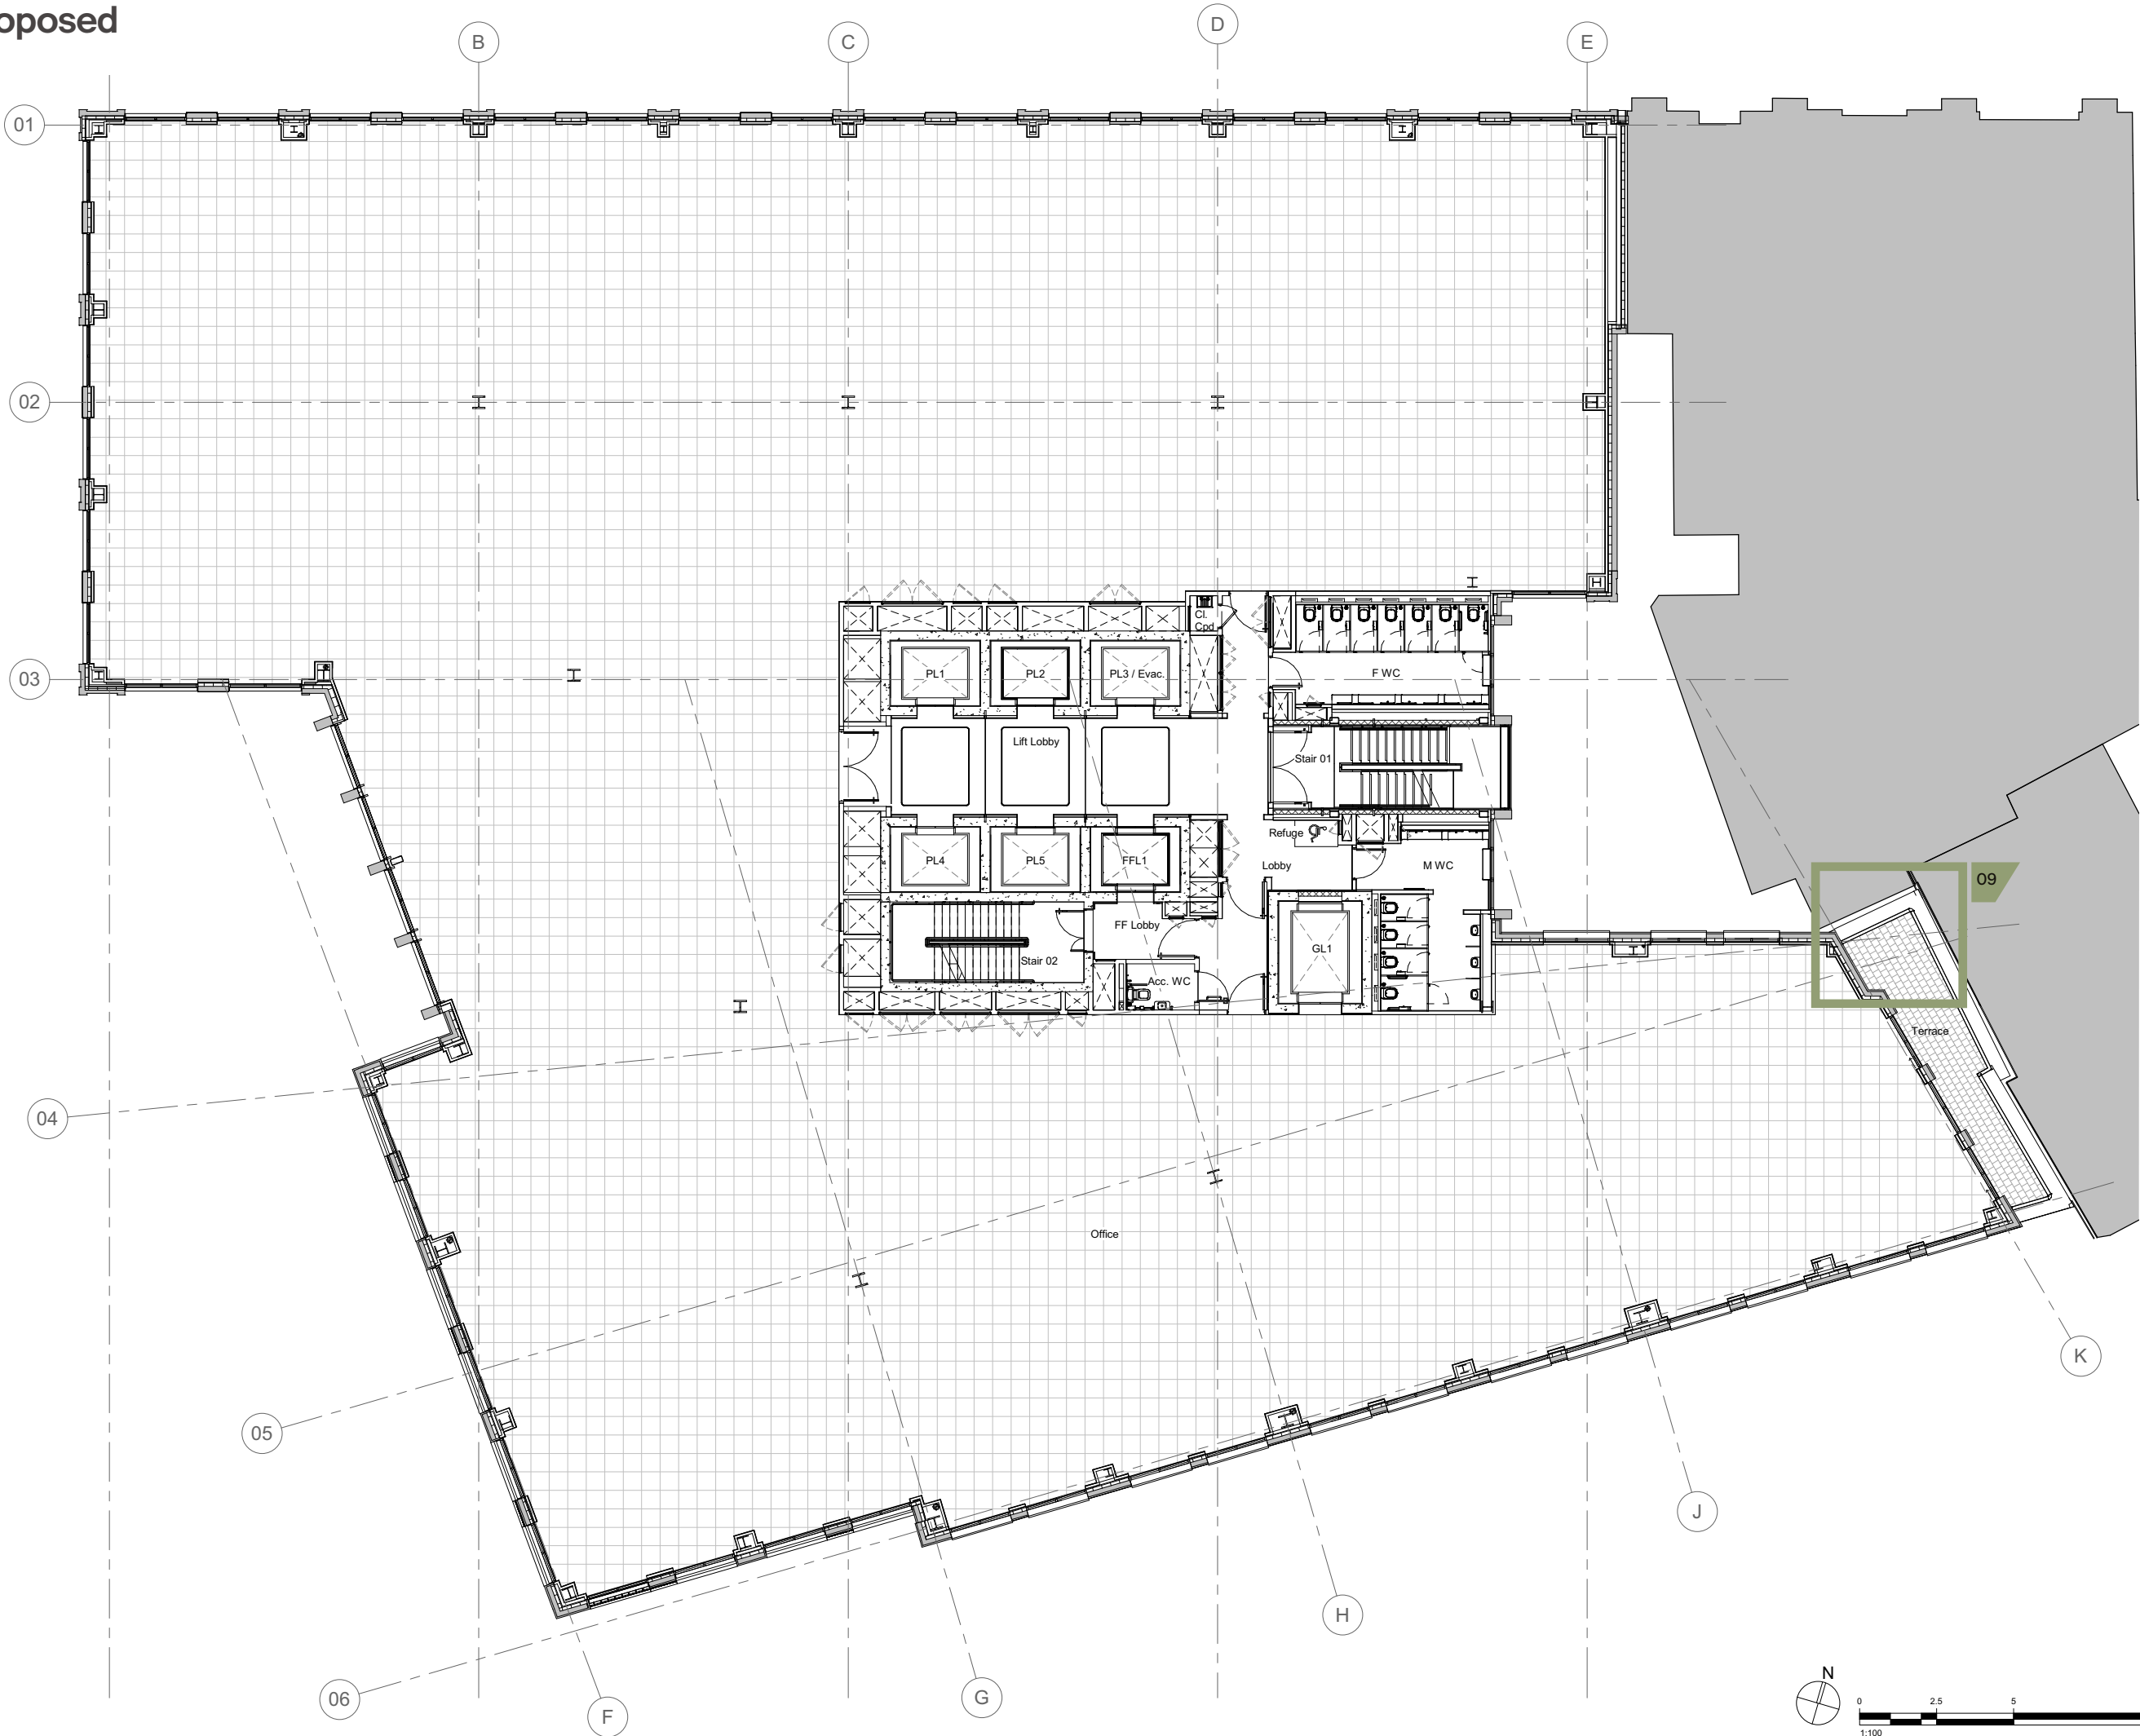 oposed
D
B
C
E
01
02
Cl.
Cpd
03
PL1
PL2
PL3 / Evac.
F WC
Lift Lobby
Stair 01
Refuge
PL4
PL5
FFL1
Lobby
M WC
09
FF Lobby
GL1
Stair 02
Acc. WC
Terrace
04
Office
K
05
J
H
N
06
G
F
0
2.5
5
1:100